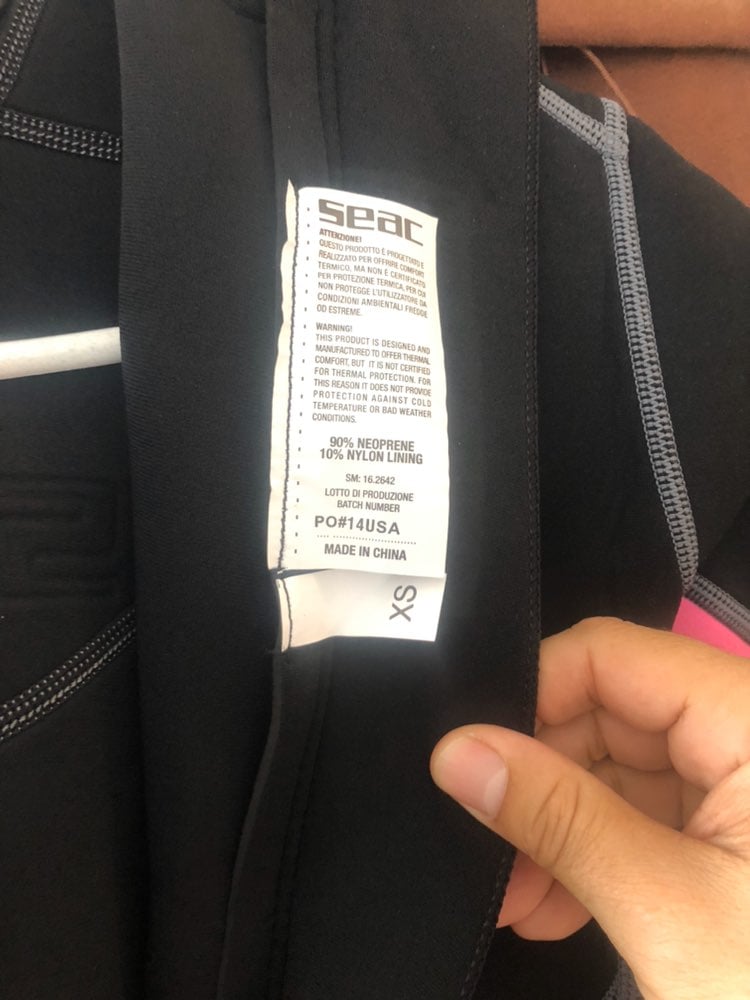 seac
ATTENZIONE!
QUESTO PRODOTTO È PROGETTATO E
REALIZZATO PER OFFRIRE COMFORT
TERMICO, MA NON È CERTIFICATO
PER PROTEZIONE TERMICA, PER CUI
NON PROTEGGE L'UTILIZZATORE DA
CONDIZIONI AMBIENTALI FREDDE
OD ESTREME.
WARNING!
THIS PRODUCT IS DESIGNED AND
MANUFACTURED TO OFFER THERMAL
COMFORT, BUT IT IS NOT CERTIFIED
FOR THERMAL PROTECTION. FOR
THIS REASON IT DOES NOT PROVIDE
PROTECTION AGAINST COLD
TEMPERATURE OR BAD WEATHER
CONDITIONS.
90% NEOPRENE
10% NYLON LINING
SM: 16.2642
LOTTO DI PRODUZIONE
BATCH NUMBER
PO#14USA
MADE IN CHINA
XS